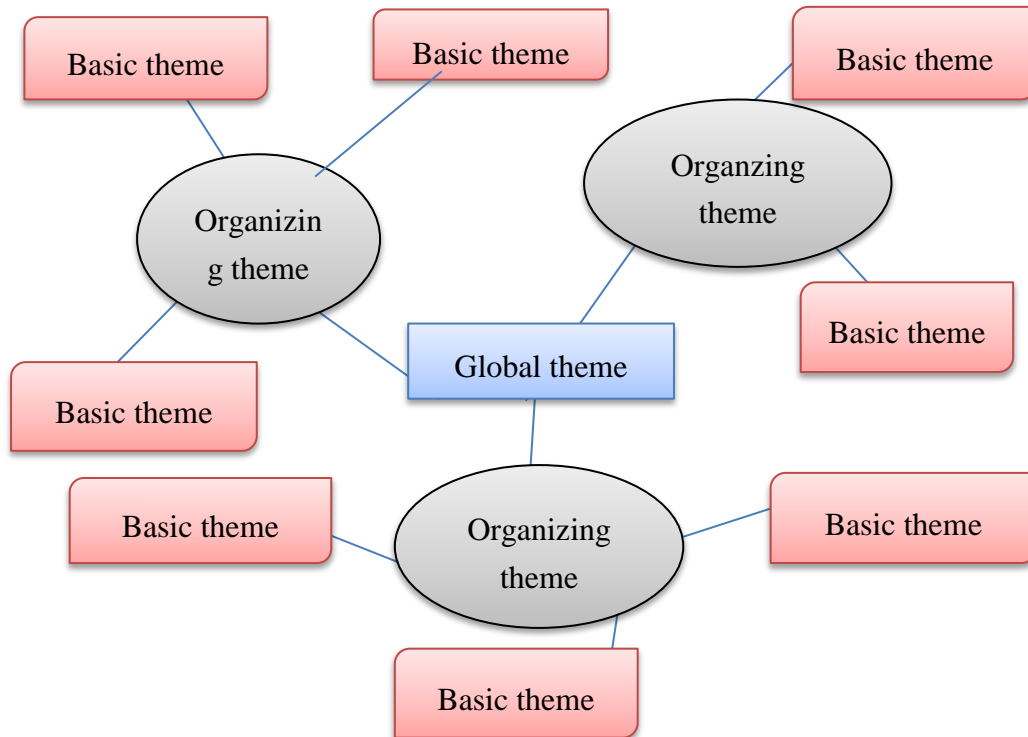 Basic theme
Basic theme
Basic theme
Organzing
theme
Organizin
g theme
Basic theme
Global theme
Basic theme
Basic theme
Organizing
theme
Basic theme
Basic theme